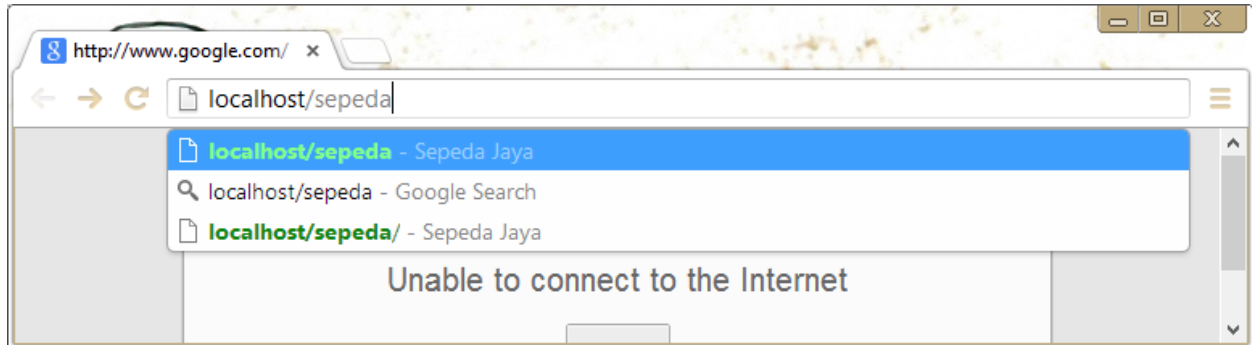 http://www.google.com/
localhost/sepeda
localhost/sepeda - Sepeda Jaya
localhost/sepeda - Google Search
localhost/sepeda/ - Sepeda Jaya
Unable to connect to the Internet